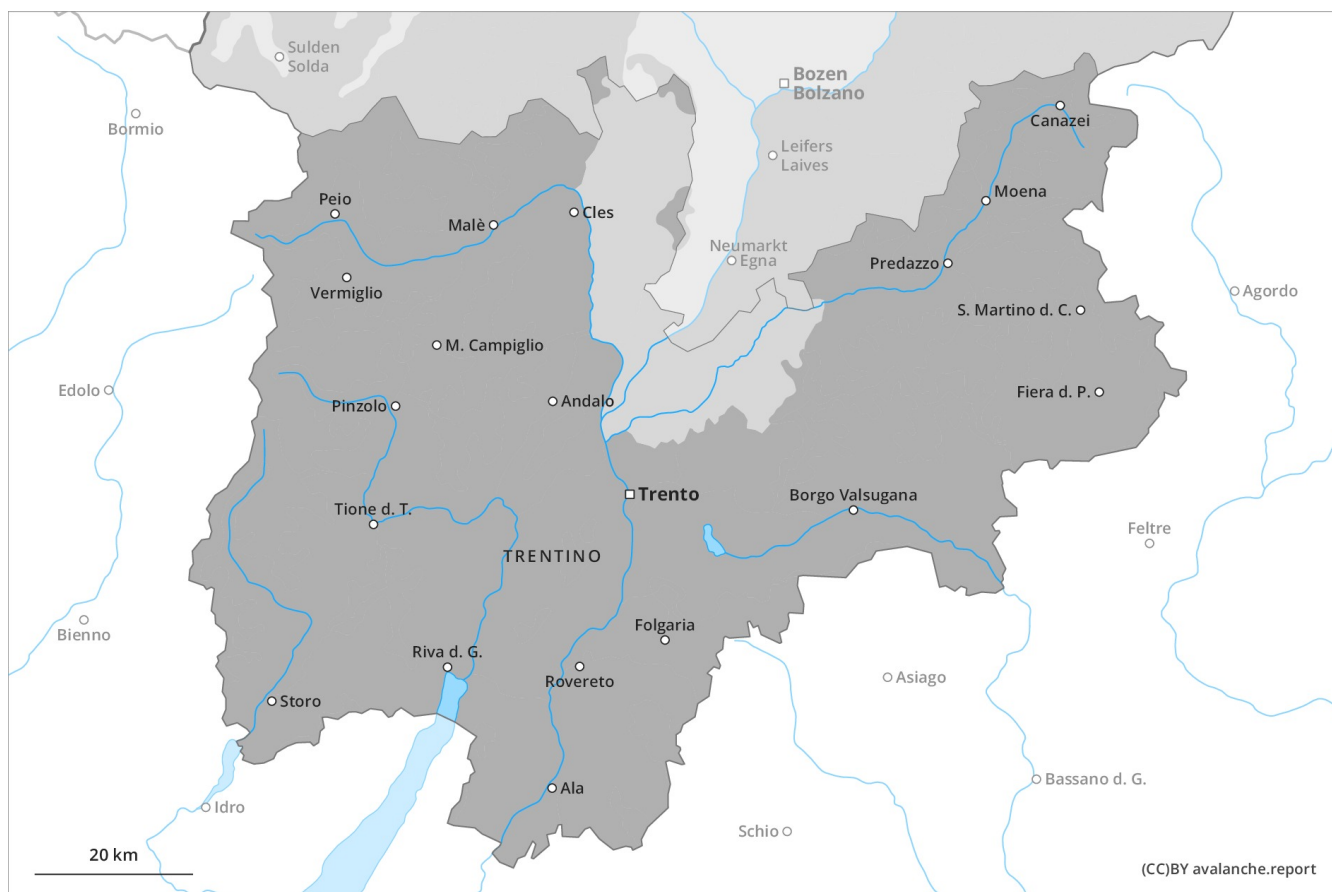 Sulden
Solda
Bozen
Bolzano
Bormio
Canazei
Leifers
Laives
Peio
Moena
Malè
Cles
Neumarkt
Egna
Predazzo
Vermiglio
Agordo
S. Martino d. C.
M. Campiglio
Edolo
Fiera d. P.
Andalo
Pinzolo
Trento
Borgo Valsugana
Tione d. T.
Feltre
TRENTINO
Bienno
Folgaria
Riva d. G.
Asiago
Rovereto
Storo
Bassano d. G.
Ala
Idro
Schio
20 km
(CC)BY avalanche.report